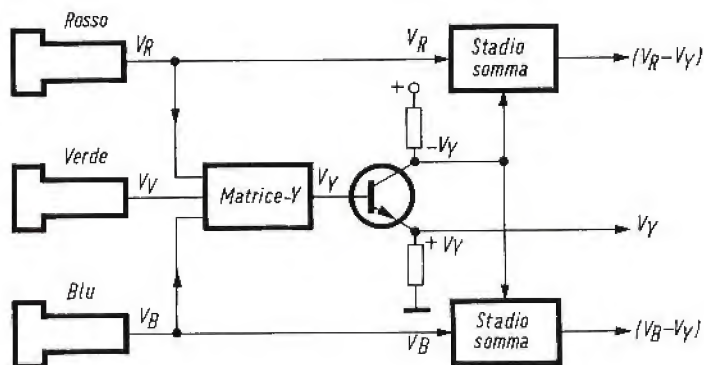 Rosso
V_R
V_R
Stadio
somma
(V_R-V_Y)
+
-V_Y
Verde
V_V
Matrice-Y
V_Y
+V_Y
V_Y
Blu
V_B
V_B
Stadio
somma
(V_B-V_Y)